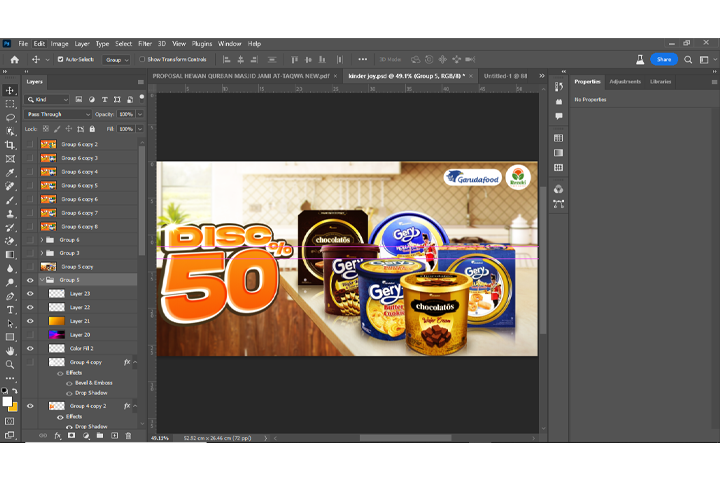 Ps File Edit Image Layer Type Select Filter 3D View Plugins Window Help
Auto-Select: Group Show Transform Controls Share
PROPOSAL HEWAN QURBAN MASJID JAMI AT-TAQWA NEW.pdf × kinder joy.psd @ 49.1% (Group 5, RGB/8) * × Untitled-1 @ 88
Layers
Kind
Pass Through Opacity: 100%
Lock: Fill: 100%
Group 6 copy 2
Group 6 copy 3
Group 6 copy 4
Group 6 copy 5
Group 6 copy 6
Group 6 copy 7
Group 6 copy 8
Group 6
Group 3
Group 5 copy
Group 5
Layer 23
Layer 22
Layer 21
Layer 20
Color Fill 2
Group 4 copy fx
Effects
Bevel & Emboss
Drop Shadow
Group 4 copy 2 fx
Effects
Drop Shadow
Garudafood
DISC
50%
chocolatos
Gery
Gery
Gery
Butter Cookies
chocolatos
Wafer Cream
49.11% 52.92 cm x 26.46 cm (72 ppi)
Properties Adjustments Libraries
No Properties